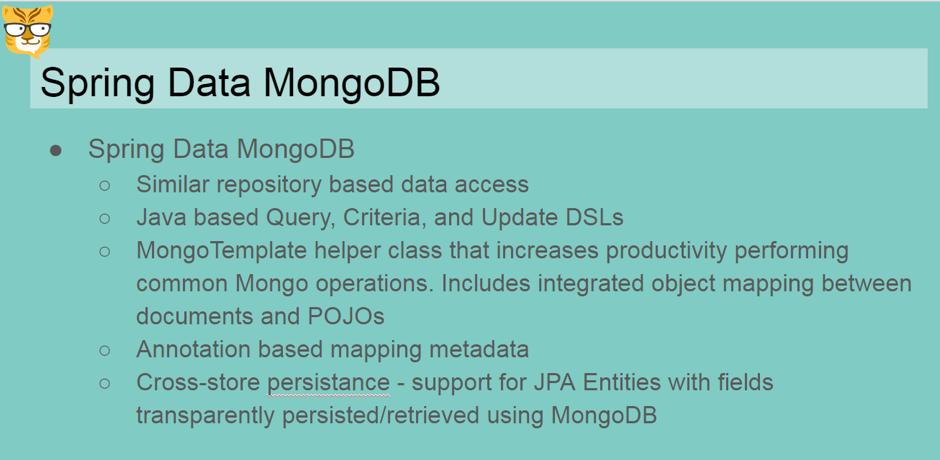 Spring Data MongoDB
● Spring Data MongoDB
○ Similar repository based data access
○ Java based Query, Criteria, and Update DSLs
○ MongoTemplate helper class that increases productivity performing
common Mongo operations. Includes integrated object mapping between
documents and POJOs
○ Annotation based mapping metadata
○ Cross-store persistance - support for JPA Entities with fields
transparently persisted/retrieved using MongoDB